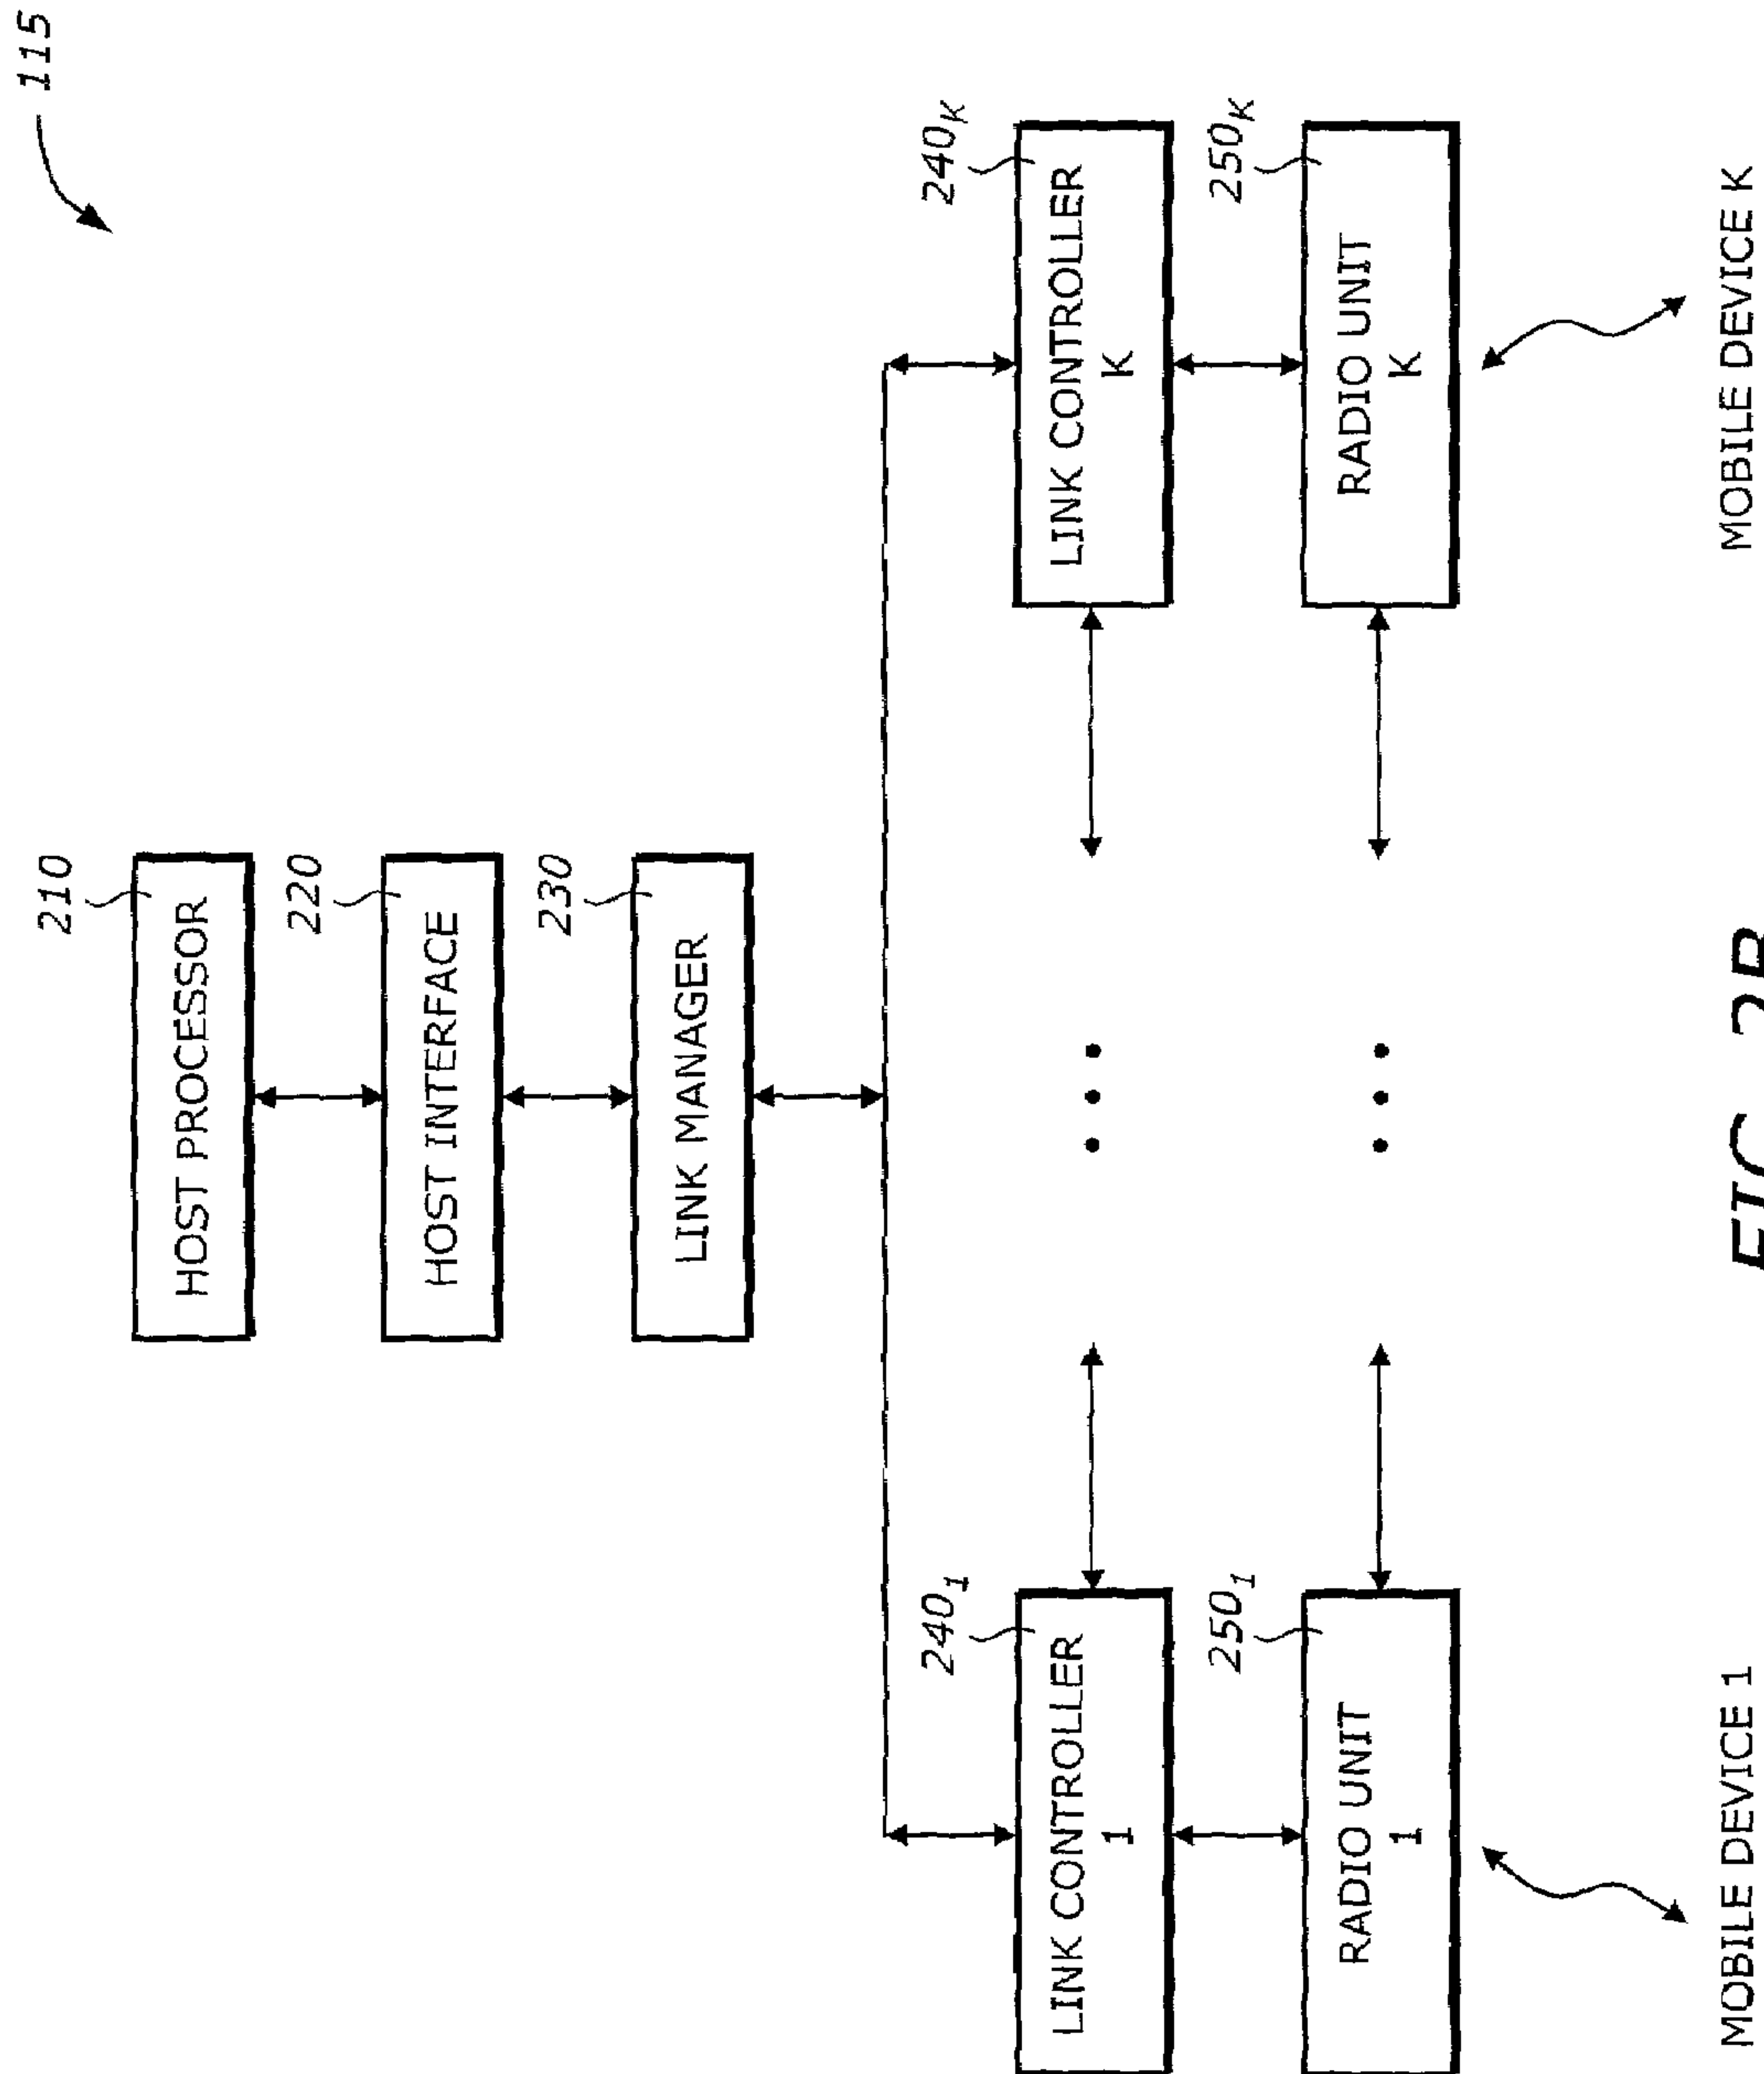 115
210
HOST PROCESSOR
220
HOST INTERFACE
230
LINK MANAGER
240₁
LINK CONTROLLER
1
240ₖ
LINK CONTROLLER
K
250₁
RADIO UNIT
1
250ₖ
RADIO UNIT
K
MOBILE DEVICE 1
MOBILE DEVICE K